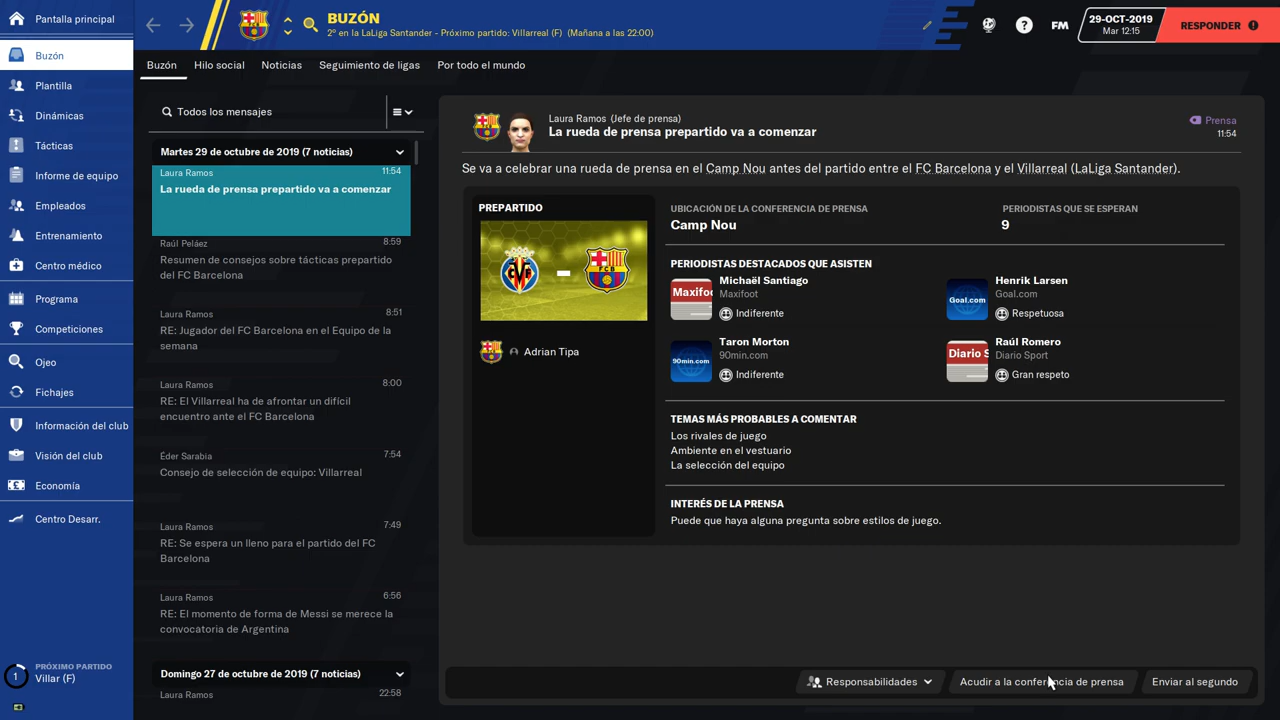 Pantalla principal
Buzón
Plantilla
Dinámicas
Tácticas
Informe de equipo
Empleados
Entrenamiento
Centro médico
Programa
Competiciones
Ojeo
Fichajes
Información del club
Visión del club
Economía
Centro Desarr.
1
PRÓXIMO PARTIDO
Villar (F)
BUZÓN
2º en la LaLiga Santander - Próximo partido: Villarreal (F) (Mañana a las 22:00)
FM
29-OCT-2019
Mar 12:15
RESPONDER
Buzón
Hilo social
Noticias
Seguimiento de ligas
Por todo el mundo
Todos los mensajes
Martes 29 de octubre de 2019 (7 noticias)
Laura Ramos 11:54
La rueda de prensa prepartido va a comenzar
Raúl Peláez 8:59
Resumen de consejos sobre tácticas prepartido
del FC Barcelona
Laura Ramos 8:51
RE: Jugador del FC Barcelona en el Equipo de la
semana
Laura Ramos 8:00
RE: El Villarreal ha de afrontar un difícil
encuentro ante el FC Barcelona
Éder Sarabia 7:54
Consejo de selección de equipo: Villarreal
Laura Ramos 7:49
RE: Se espera un lleno para el partido del FC
Barcelona
Laura Ramos 6:56
RE: El momento de forma de Messi se merece la
convocatoria de Argentina
Domingo 27 de octubre de 2019 (7 noticias)
Laura Ramos 22:58
Laura Ramos (Jefe de prensa)
La rueda de prensa prepartido va a comenzar
Prensa
11:54
Se va a celebrar una rueda de prensa en el Camp Nou antes del partido entre el FC Barcelona y el Villarreal (LaLiga Santander).
PREPARTIDO
FCB
Adrian Tipa
UBICACIÓN DE LA CONFERENCIA DE PRENSA
Camp Nou
PERIODISTAS QUE SE ESPERAN
9
PERIODISTAS DESTACADOS QUE ASISTEN
Maxifoo
Michaël Santiago
Maxifoot
Indiferente
Goal.com
Henrik Larsen
Goal.com
Respetuosa
90min.com
Taron Morton
90min.com
Indiferente
Diario S
Raúl Romero
Diario Sport
Gran respeto
TEMAS MÁS PROBABLES A COMENTAR
Los rivales de juego
Ambiente en el vestuario
La selección del equipo
INTERÉS DE LA PRENSA
Puede que haya alguna pregunta sobre estilos de juego.
Responsabilidades
Acudir a la conferencia de prensa
Enviar al segundo